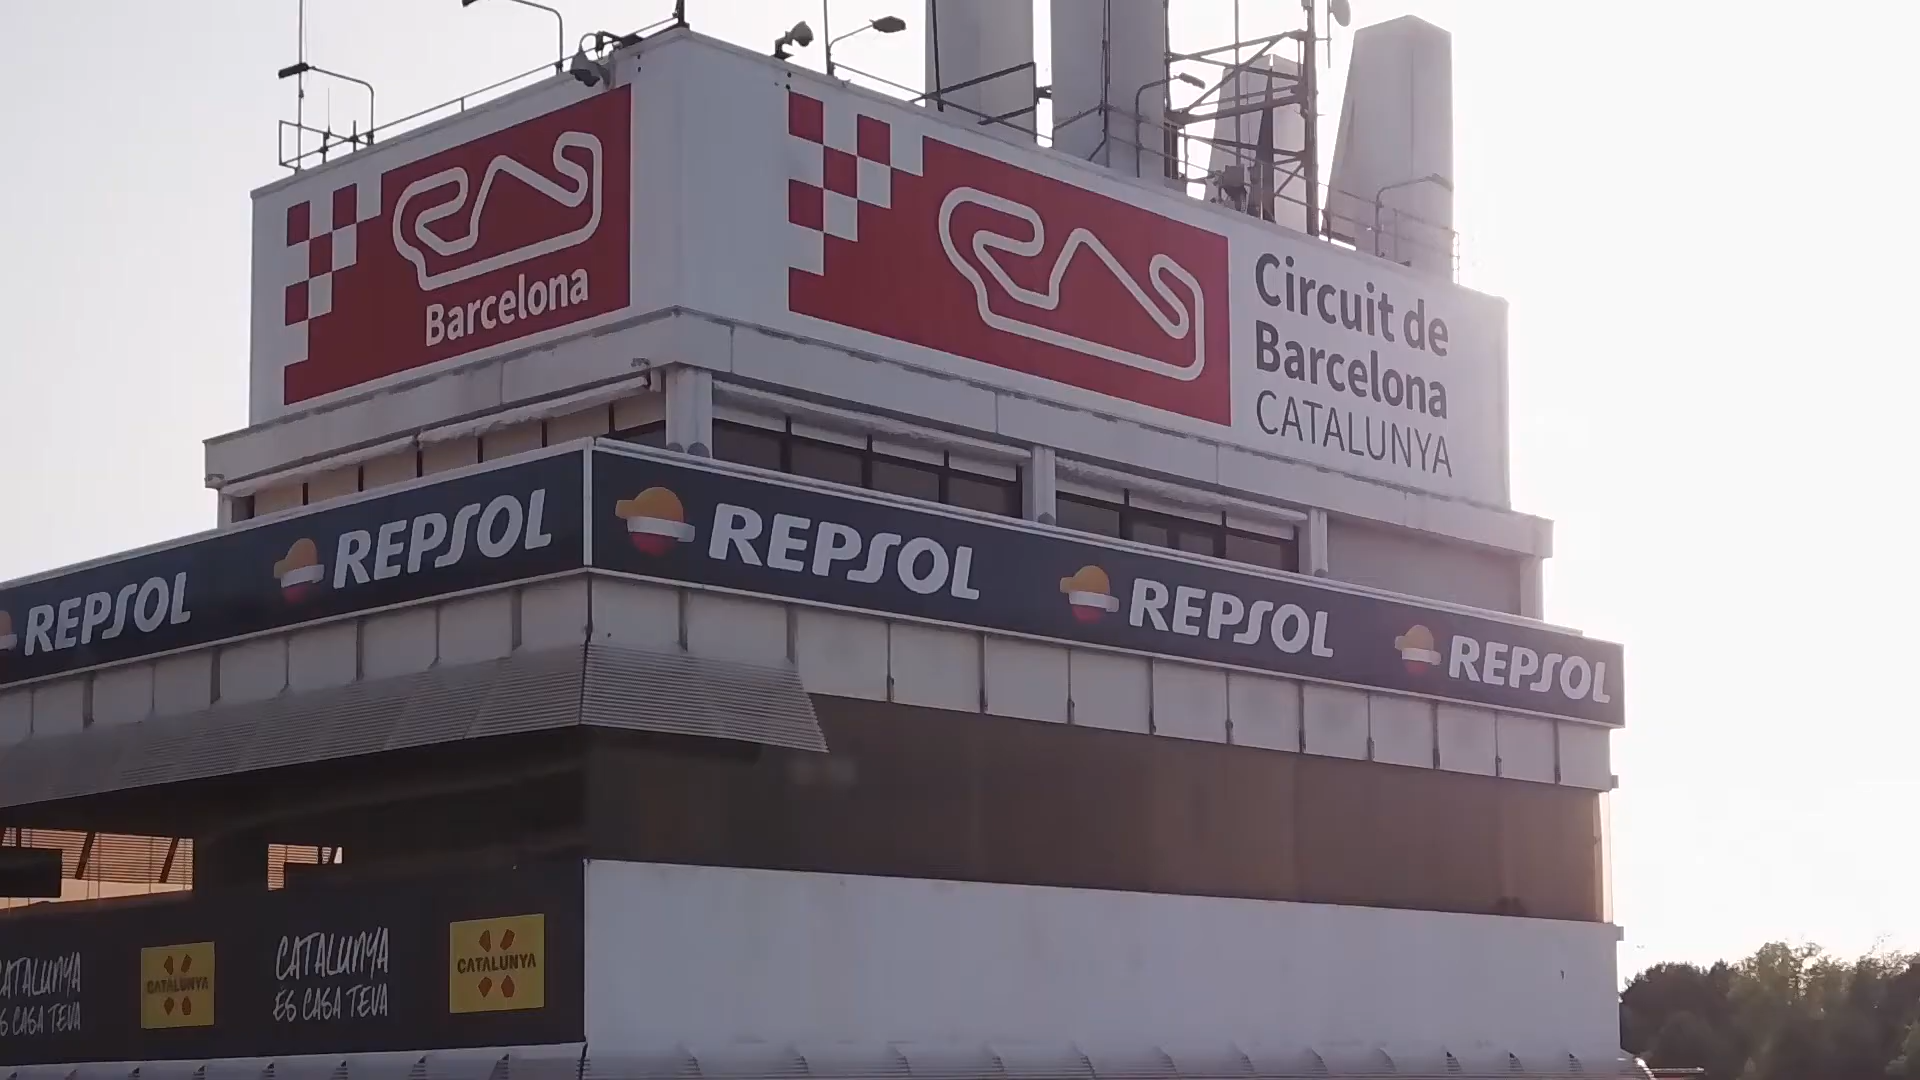 Barcelona
Circuit de
Barcelona
CATALUNYA
REPSOL
REPSOL
REPSOL
REPSOL
REPSOL
CATALUNYA
ES CASA TEVA
CATALUNYA
CATALUNYA
ÉS CASA TEVA
CATALUNYA